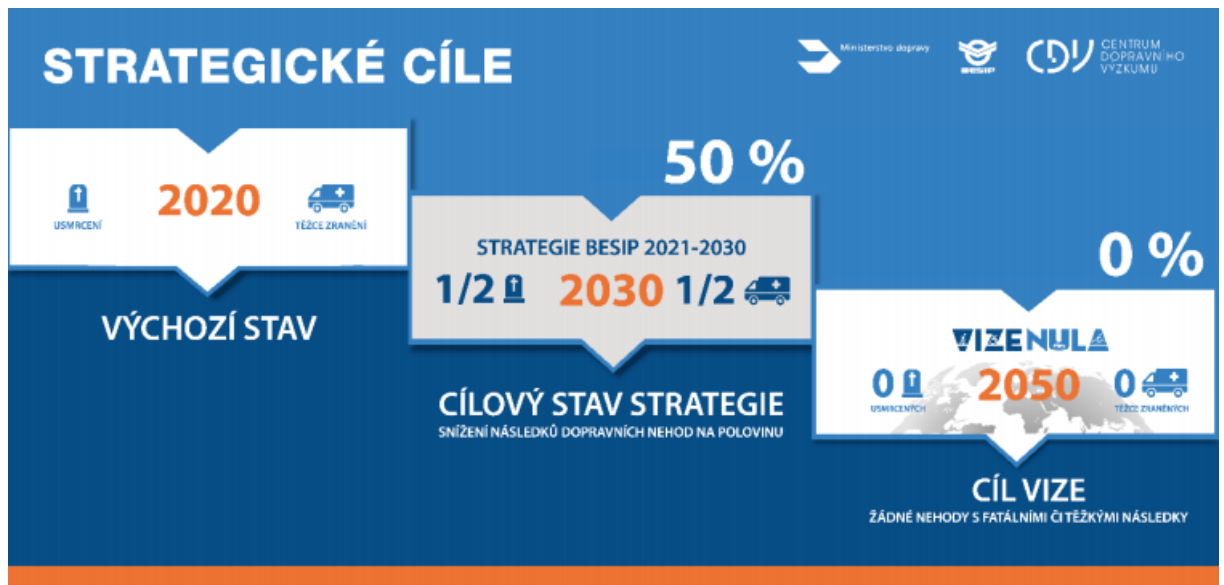 STRATEGICKÉ CÍLE
Ministerstvo dopravy
BESIP
CDV
CENTRUM
DOPRAVNÍHO
VÝZKUMU
2020
USMRCENÍ
TĚŽCE ZRANĚNÍ
VÝCHOZÍ STAV
50 %
STRATEGIE BESIP 2021-2030
1/2 2030 1/2
CÍLOVÝ STAV STRATEGIE
SNÍŽENÍ NÁSLEDKŮ DOPRAVNÍCH NEHOD NA POLOVINU
0 %
VIZENULA
0 2050 0
USMRCENÝCH
TĚŽCE ZRANĚNÝCH
CÍL VIZE
ŽÁDNÉ NEHODY S FATÁLNÍMI ČI TĚŽKÝMI NÁSLEDKY